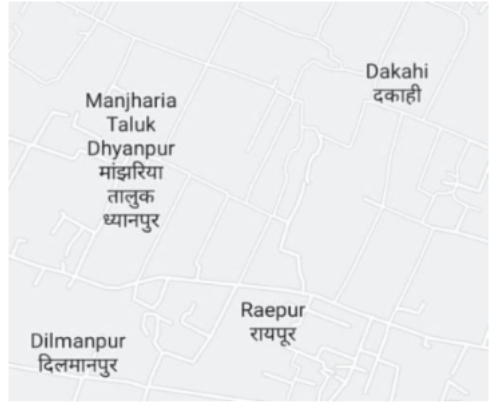 Dakahi
दकाही
Manjharia
Taluk
Dhyanpur
मांझरिया
तालुक
ध्यानपुर
Raepur
रायपूर
Dilmanpur
दिलमानपुर